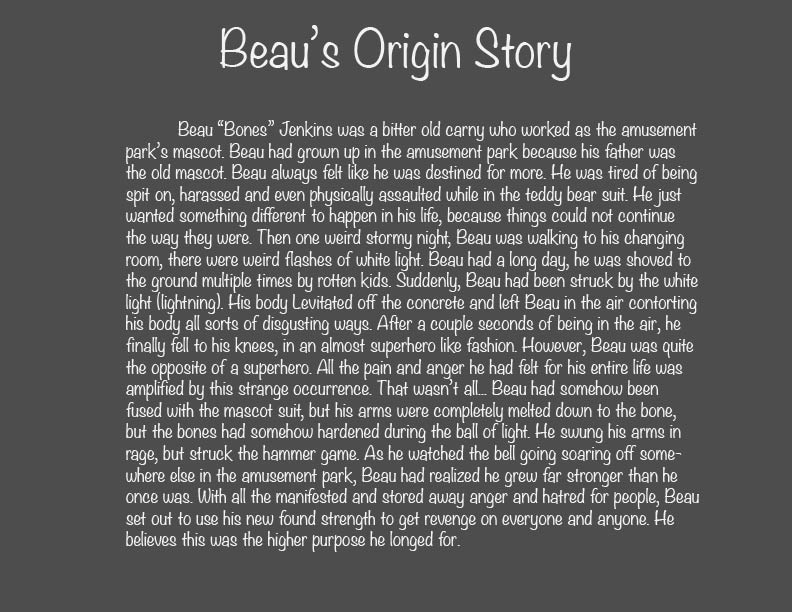 Beau’s Origin Story
Beau “Bones” Jenkins was a bitter old carny who worked as the amusement
park’s mascot. Beau had grown up in the amusement park because his father was
the old mascot. Beau always felt like he was destined for more. He was tired of being
spit on, harassed and even physically assaulted while in the teddy bear suit. He just
wanted something different to happen in his life, because things could not continue
the way they were. Then one weird stormy night, Beau was walking to his changing
room, there were weird flashes of white light. Beau had a long day, he was shoved to
the ground multiple times by rotten kids. Suddenly, Beau had been struck by the white
light (lightning). His body Levitated off the concrete and left Beau in the air contorting
his body all sorts of disgusting ways. After a couple seconds of being in the air, he
finally fell to his knees, in an almost superhero like fashion. However, Beau was quite
the opposite of a superhero. All the pain and anger he had felt for his entire life was
amplified by this strange occurrence. That wasn’t all... Beau had somehow been
fused with the mascot suit, but his arms were completely melted down to the bone,
but the bones had somehow hardened during the ball of light. He swung his arms in
rage, but struck the hammer game. As he watched the bell going soaring off some-
where else in the amusement park, Beau had realized he grew far stronger than he
once was. With all the manifested and stored away anger and hatred for people, Beau
set out to use his new found strength to get revenge on everyone and anyone. He
believes this was the higher purpose he longed for.